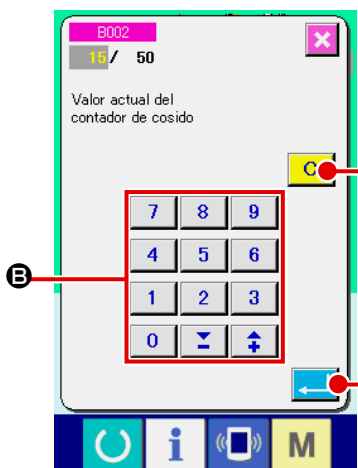 B002
15/ 50
Valor actual del
contador de cosido
C
7 8 9
B
4 5 6
1 2 3
0 − +
i M